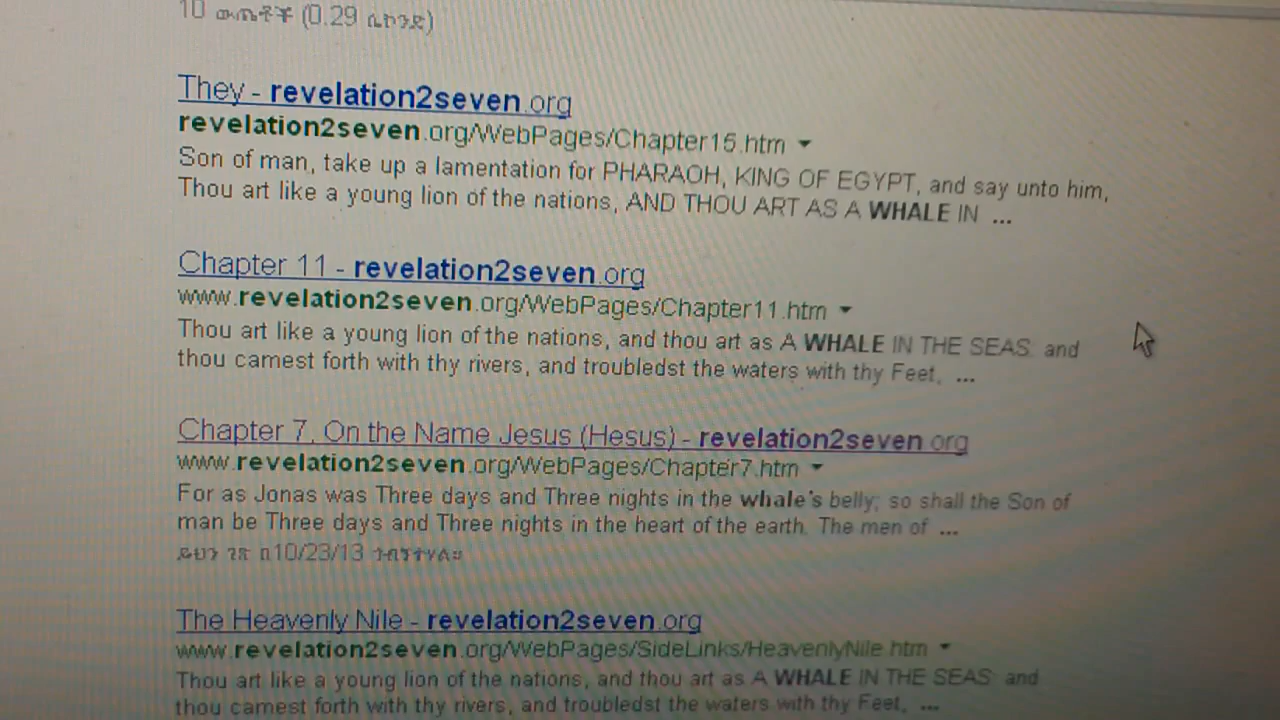 10 ውጤቶች (0.29 ሴኮንድ)
They - revelation2seven.org
revelation2seven.org/WebPages/Chapter15.htm
Son of man, take up a lamentation for PHARAOH, KING OF EGYPT, and say unto him,
Thou art like a young lion of the nations, AND THOU ART AS A WHALE IN ...
Chapter 11 - revelation2seven.org
www.revelation2seven.org/WebPages/Chapter11.htm
Thou art like a young lion of the nations, and thou art as A WHALE IN THE SEAS: and
thou camest forth with thy rivers, and troubledst the waters with thy Feet, ...
Chapter 7, On the Name Jesus (Hesus) - revelation2seven.org
www.revelation2seven.org/WebPages/Chapter7.htm
For as Jonas was Three days and Three nights in the whale's belly; so shall the Son of
man be Three days and Three nights in the heart of the earth. The men of ...
ይህን ገጽ በ10/23/13 ጎብኝተሃል።
The Heavenly Nile - revelation2seven.org
www.revelation2seven.org/WebPages/SideLinks/HeavenlyNile.htm
Thou art like a young lion of the nations, and thou art as A WHALE IN THE SEAS: and
thou camest forth with thy rivers, and troubledst the waters with thy Feet, ...